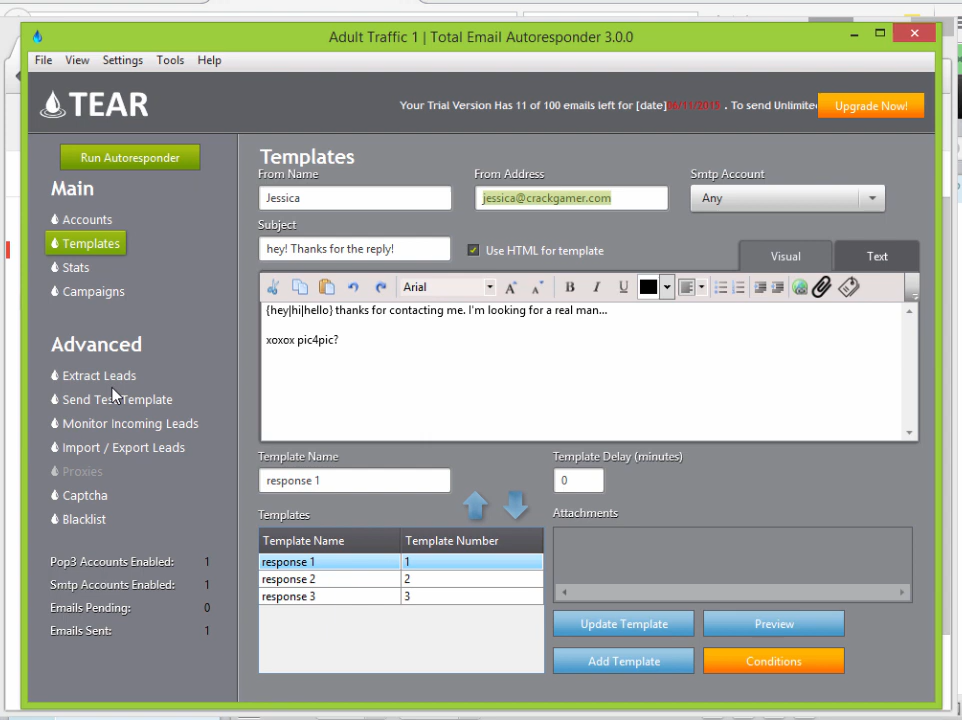 Adult Traffic 1 | Total Email Autoresponder 3.0.0
File View Settings Tools Help
TEAR
Your Trial Version Has 11 of 100 emails left for [date]06/11/2015 . To send Unlimite
Upgrade Now!
Run Autoresponder
Main
Accounts
Templates
Stats
Campaigns
Advanced
Extract Leads
Send Test Template
Monitor Incoming Leads
Import / Export Leads
Proxies
Captcha
Blacklist
Pop3 Accounts Enabled: 1
Smtp Accounts Enabled: 1
Emails Pending: 0
Emails Sent: 1
Templates
From Name From Address Smtp Account
Jessica jessica@crackgamer.com Any
Subject
hey! Thanks for the reply! Use HTML for template Visual Text
Arial A A B I U
{hey|hi|hello} thanks for contacting me. I'm looking for a real man...
xoxox pic4pic?
Template Name Template Delay (minutes)
response 1 0
Templates Attachments
Template Name Template Number
response 1 1
response 2 2
response 3 3
Update Template Preview
Add Template Conditions